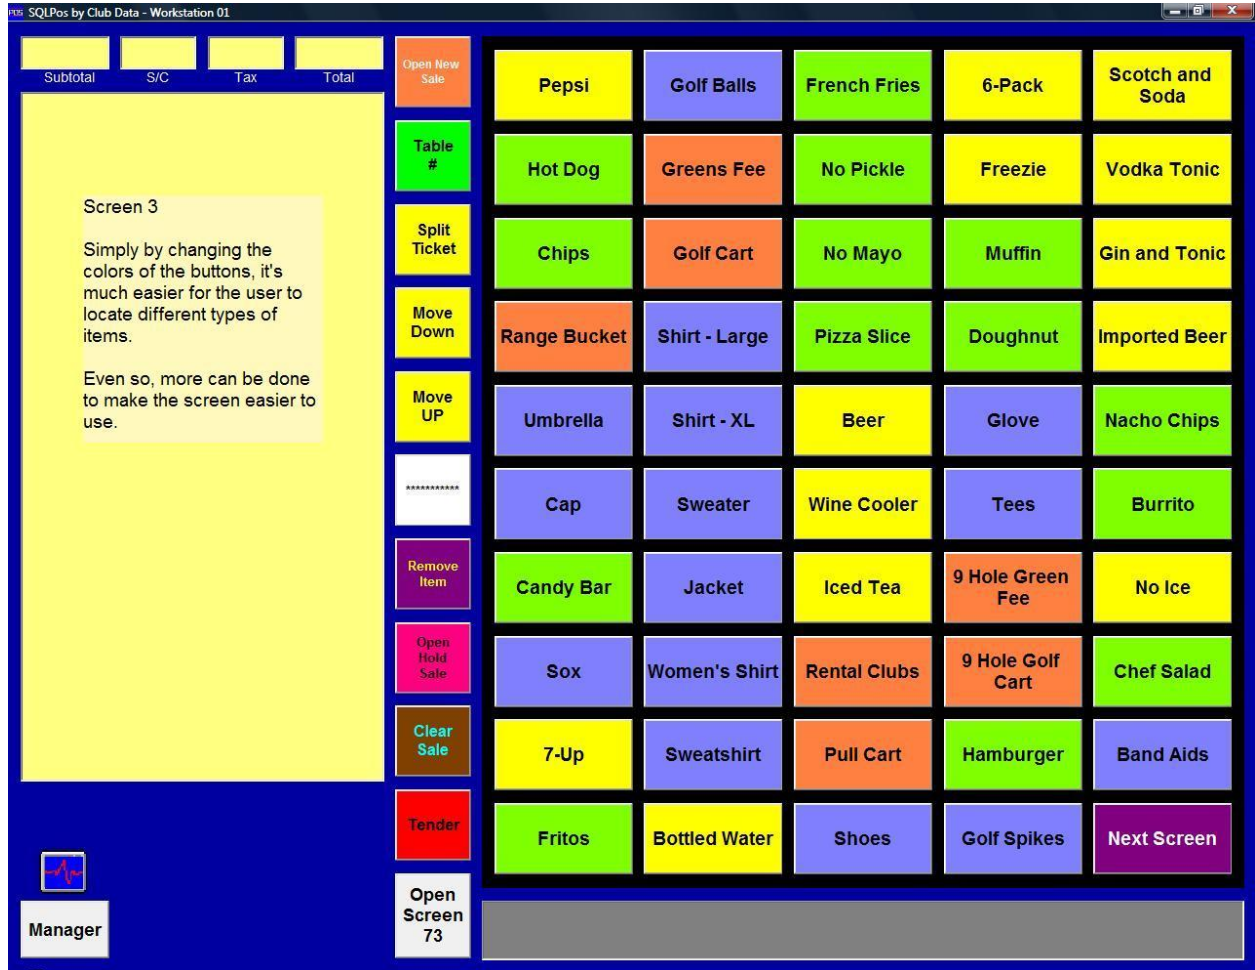 POS SQLPos by Club Data - Workstation 01
Subtotal S/C Tax Total
Screen 3
Simply by changing the
colors of the buttons, it's
much easier for the user to
locate different types of
items.
Even so, more can be done
to make the screen easier to
use.
Manager
Open New
Sale
Table
#
Split
Ticket
Move
Down
Move
UP
***********
Remove
Item
Open
Hold
Sale
Clear
Sale
Tender
Open
Screen
73
Pepsi
Golf Balls
French Fries
6-Pack
Scotch and
Soda
Hot Dog
Greens Fee
No Pickle
Freezie
Vodka Tonic
Chips
Golf Cart
No Mayo
Muffin
Gin and Tonic
Range Bucket
Shirt - Large
Pizza Slice
Doughnut
Imported Beer
Umbrella
Shirt - XL
Beer
Glove
Nacho Chips
Cap
Sweater
Wine Cooler
Tees
Burrito
Candy Bar
Jacket
Iced Tea
9 Hole Green
Fee
No Ice
Sox
Women's Shirt
Rental Clubs
9 Hole Golf
Cart
Chef Salad
7-Up
Sweatshirt
Pull Cart
Hamburger
Band Aids
Fritos
Bottled Water
Shoes
Golf Spikes
Next Screen